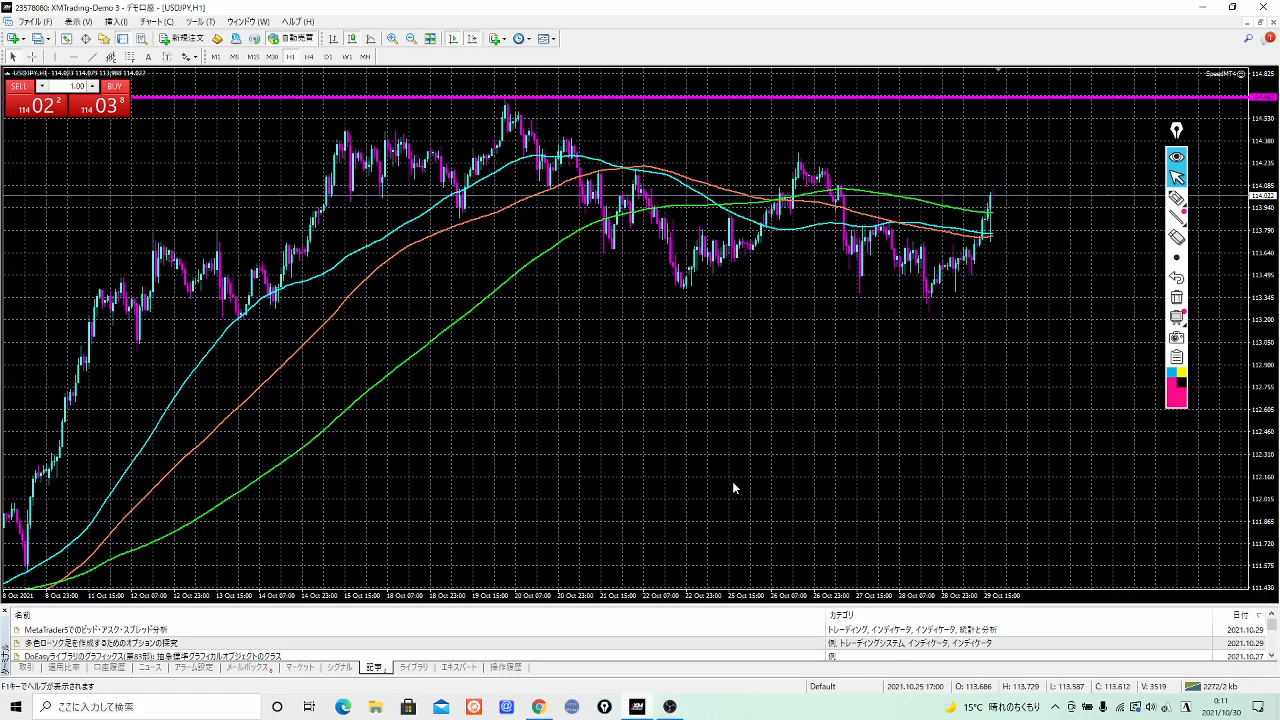 23578080: XMTrading-Demo 3 - デモ口座 - [USDJPY,H1]
ファイル (F) 表示 (V) 挿入(I) チャート(C) ツール (T) ウィンドウ (W) ヘルプ (H)
新規注文 自動売買
M1 M5 M15 M30 H1 H4 D1 W1 MN
USDJPY,H1 114.023 114.079 113.988 114.022
SpeedMT4
SELL 1.00 BUY
114 02 2 114 03 8
114.825
114.530
114.380
114.235
114.085
114.022
113.940
113.790
113.640
113.495
113.345
113.200
113.050
112.900
112.755
112.605
112.460
112.310
112.160
112.015
111.865
111.720
111.575
111.430
8 Oct 2021 8 Oct 23:00 11 Oct 15:00 12 Oct 07:00 12 Oct 23:00 13 Oct 15:00 14 Oct 07:00 14 Oct 23:00 15 Oct 15:00 18 Oct 07:00 18 Oct 23:00 19 Oct 15:00 20 Oct 07:00 20 Oct 23:00 21 Oct 15:00 22 Oct 07:00 22 Oct 23:00 25 Oct 15:00 26 Oct 07:00 26 Oct 23:00 27 Oct 15:00 28 Oct 07:00 28 Oct 23:00 29 Oct 15:00
名前 カテゴリ 日付
MetaTrader5でのビッド・アスク・スプレッド分析 トレーディング, インディケータ, インディケータ, 統計と分析 2021.10.29
多色ローソク足を作成するためのオプションの探究 例, トレーディングシステム, インディケータ, インディケータ 2021.10.29
DoEasyライブラリのグラフィックス(第83部): 抽象標準グラフィカルオブジェクトのクラス 例 2021.10.27
取引 運用比率 口座履歴 ニュース アラーム設定 メールボックス マーケット シグナル 記事 ライブラリ エキスパート 操作履歴
F1キーでヘルプが表示されます Default 2021.10.25 17:00 O: 113.686 H: 113.729 L: 113.587 C: 113.612 V: 3519 2272/2 kb
ここに入力して検索 15℃ 晴れのちくもり A 0:11
2021/10/30